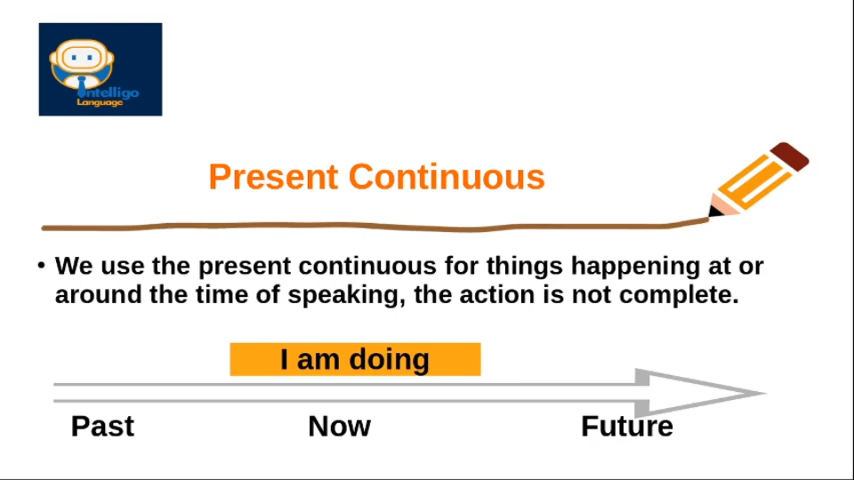 Intelligo
Language
Present Continuous
• We use the present continuous for things happening at or
around the time of speaking, the action is not complete.
I am doing
Past Now Future